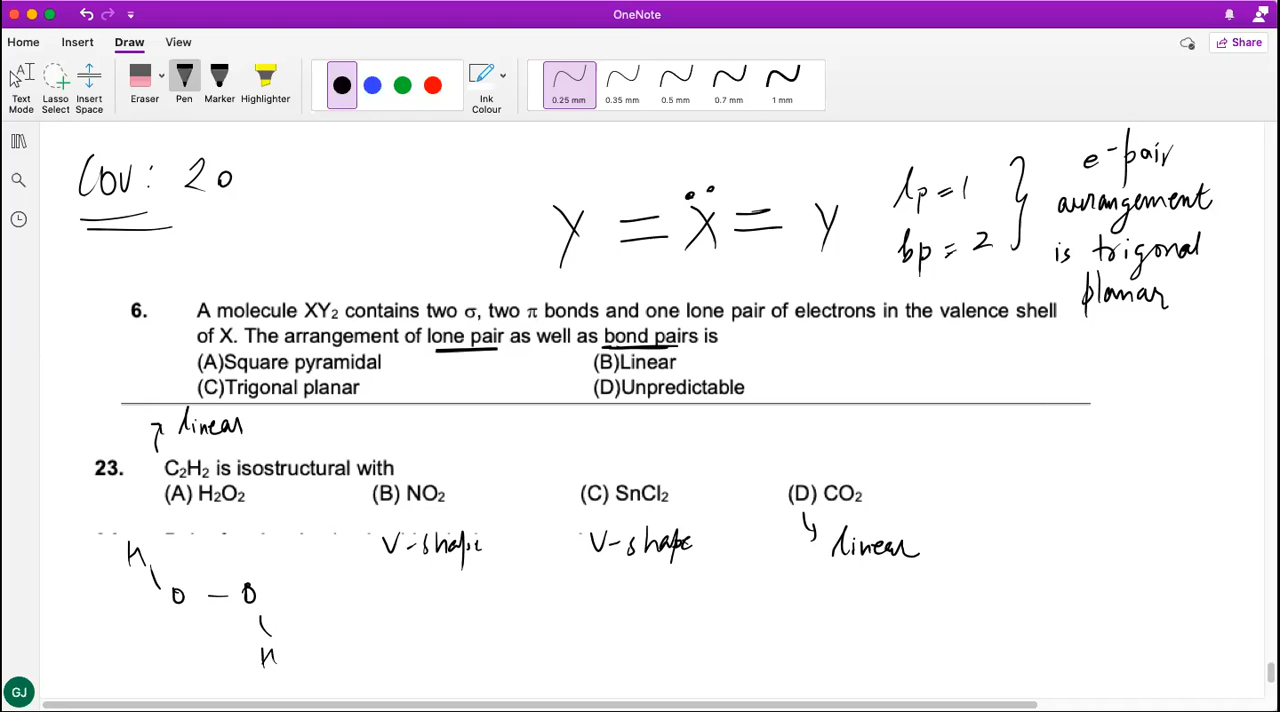 OneNote
Home Insert Draw View
Share
Text Mode
Lasso Select
Insert Space
Eraser
Pen
Marker
Highlighter
0.25 mm
0.35 mm
0.5 mm
0.7 mm
1 mm
Ink Colour
Cov: 20
Y = Ẍ = Y
lp = 1
bp = 2
e-pair
arrangement
is trigonal
planar
6. A molecule XY₂ contains two σ, two π bonds and one lone pair of electrons in the valence shell
of X. The arrangement of lone pair as well as bond pairs is
(A)Square pyramidal (B)Linear
(C)Trigonal planar (D)Unpredictable
linear
23. C₂H₂ is isostructural with
(A) H₂O₂ (B) NO₂ (C) SnCl₂ (D) CO₂
V-shape V-shape linear
H
O - O
H
GJ